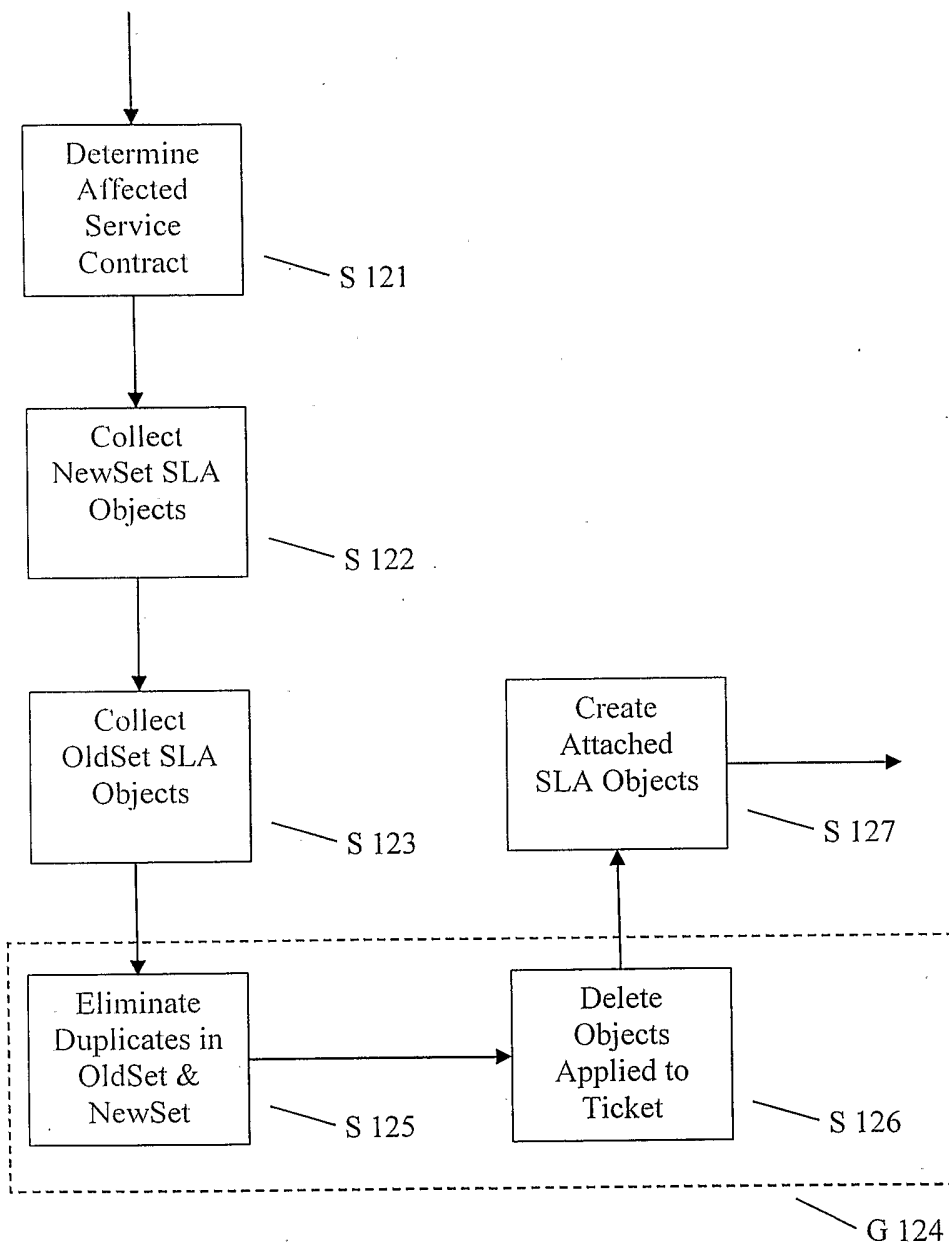 Determine
Affected
Service
Contract
S 121
Collect
NewSet SLA
Objects
S 122
Collect
OldSet SLA
Objects
S 123
Create
Attached
SLA Objects
S 127
Eliminate
Duplicates in
OldSet &
NewSet
S 125
Delete
Objects
Applied to
Ticket
S 126
G 124